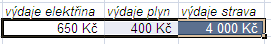 výdaje elektřina výdaje plyn výdaje strava
650 Kč 400 Kč 4 000 Kč